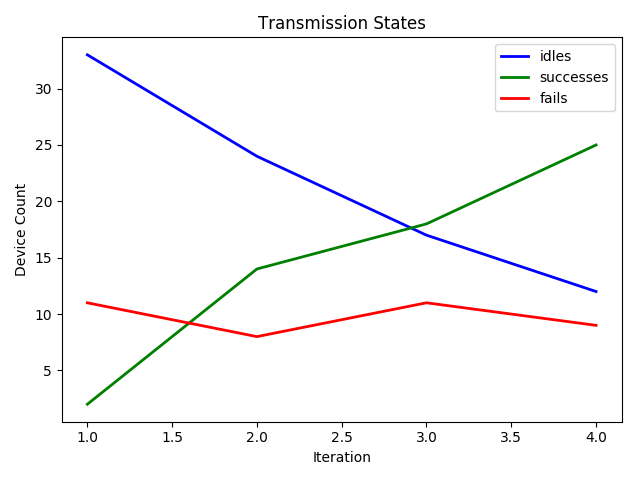 Transmission States
idles
successes
fails
Device Count
30
25
20
15
10
5
1.0 1.5 2.0 2.5 3.0 3.5 4.0
Iteration